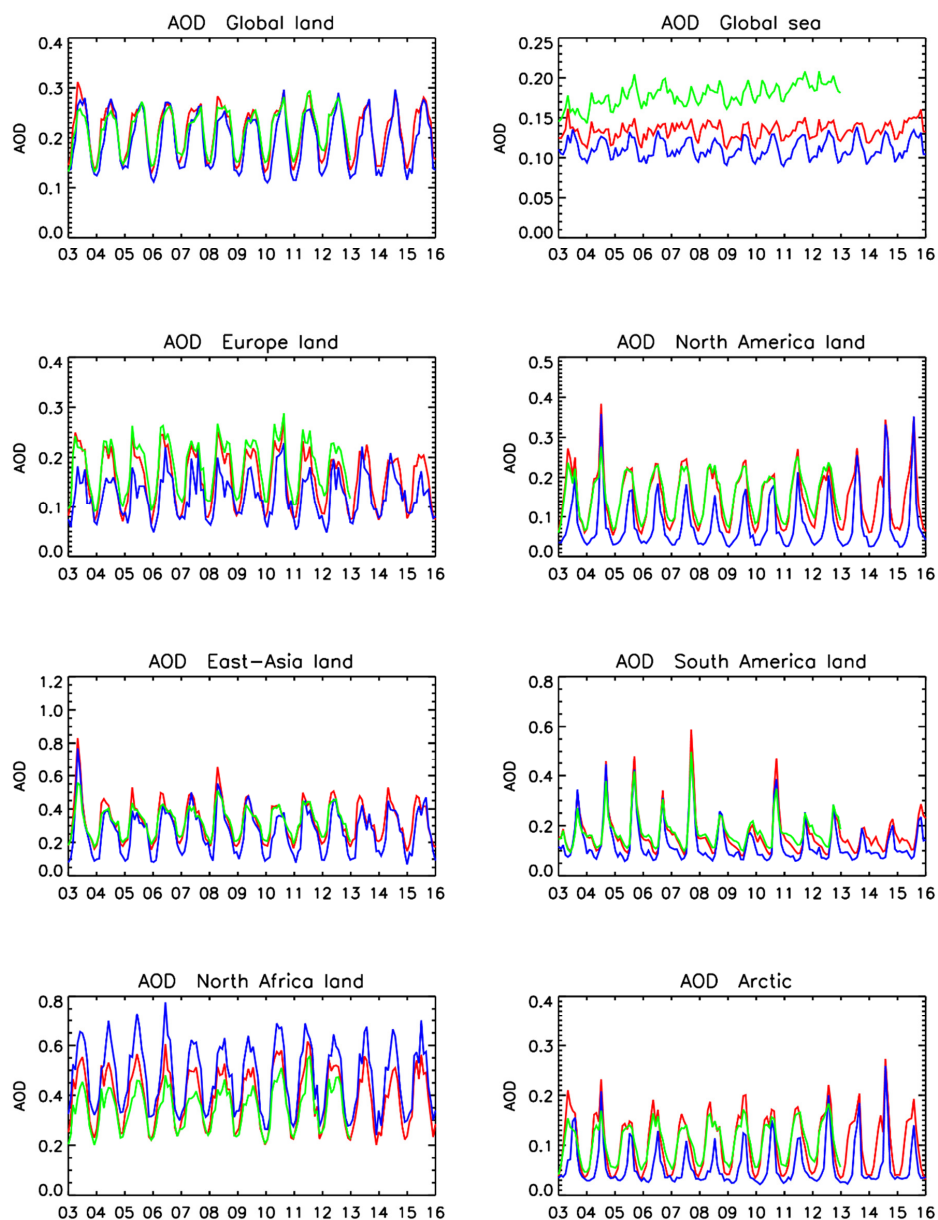 AOD Global land
0.4
0.3
0.2
0.1
0.0
AOD
03 04 05 06 07 08 09 10 11 12 13 14 15 16
AOD Global sea
0.25
0.20
0.15
0.10
0.05
0.00
AOD
03 04 05 06 07 08 09 10 11 12 13 14 15 16
AOD Europe land
0.4
0.3
0.2
0.1
0.0
AOD
03 04 05 06 07 08 09 10 11 12 13 14 15 16
AOD North America land
0.5
0.4
0.3
0.2
0.1
0.0
AOD
03 04 05 06 07 08 09 10 11 12 13 14 15 16
AOD East-Asia land
1.2
1.0
0.8
0.6
0.4
0.2
0.0
AOD
03 04 05 06 07 08 09 10 11 12 13 14 15 16
AOD South America land
0.8
0.6
0.4
0.2
0.0
AOD
03 04 05 06 07 08 09 10 11 12 13 14 15 16
AOD North Africa land
0.8
0.6
0.4
0.2
0.0
AOD
03 04 05 06 07 08 09 10 11 12 13 14 15 16
AOD Arctic
0.4
0.3
0.2
0.1
0.0
AOD
03 04 05 06 07 08 09 10 11 12 13 14 15 16